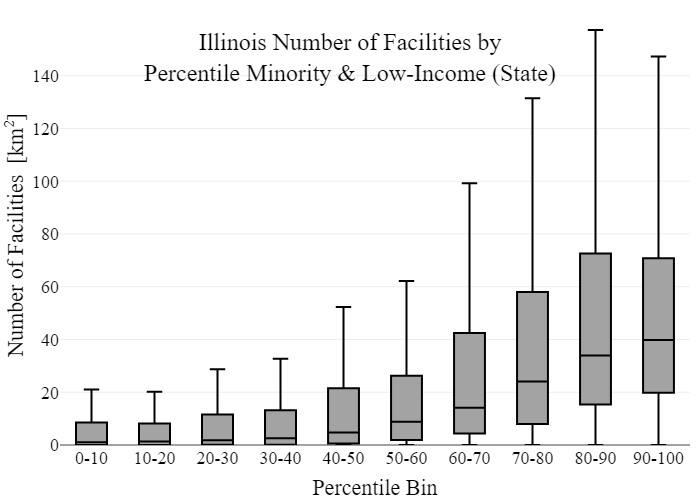 Illinois Number of Facilities by
Percentile Minority & Low-Income (State)
Number of Facilities [km²]
140
120
100
80
60
40
20
0
0-10 10-20 20-30 30-40 40-50 50-60 60-70 70-80 80-90 90-100
Percentile Bin